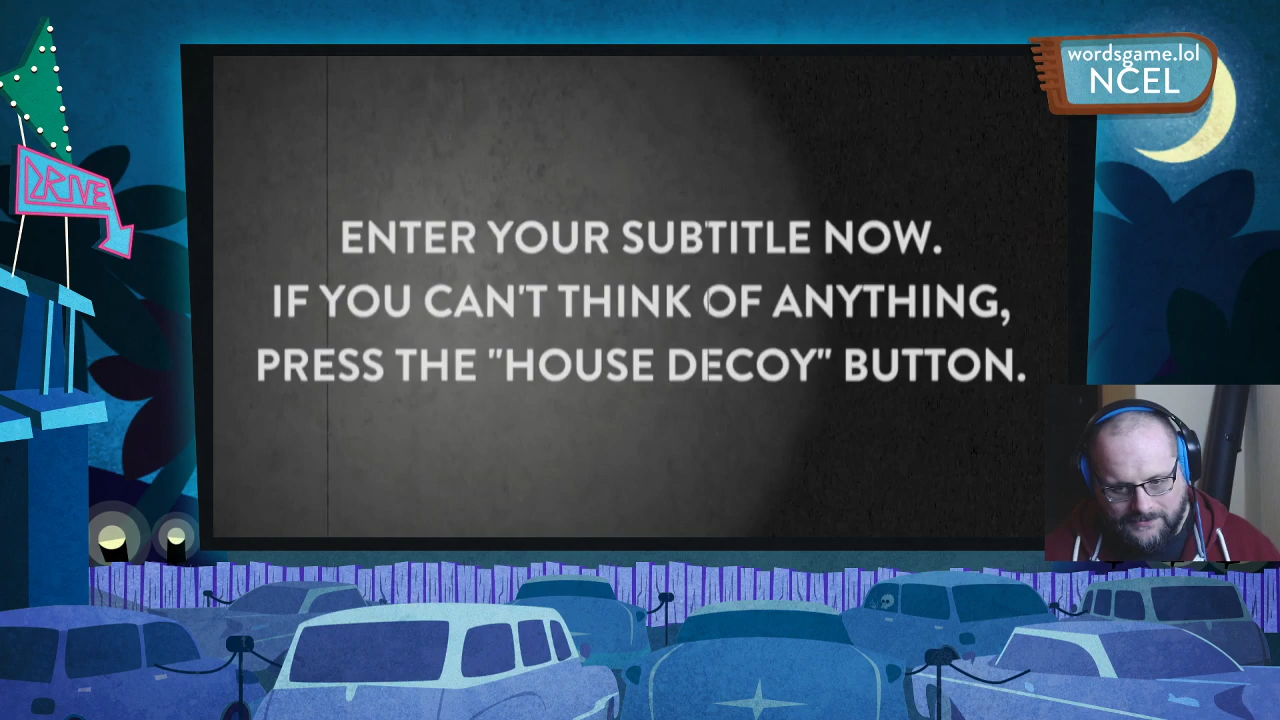 wordsgame.lol
NCEL
DRIVE
ENTER YOUR SUBTITLE NOW.
IF YOU CAN'T THINK OF ANYTHING,
PRESS THE "HOUSE DECOY" BUTTON.